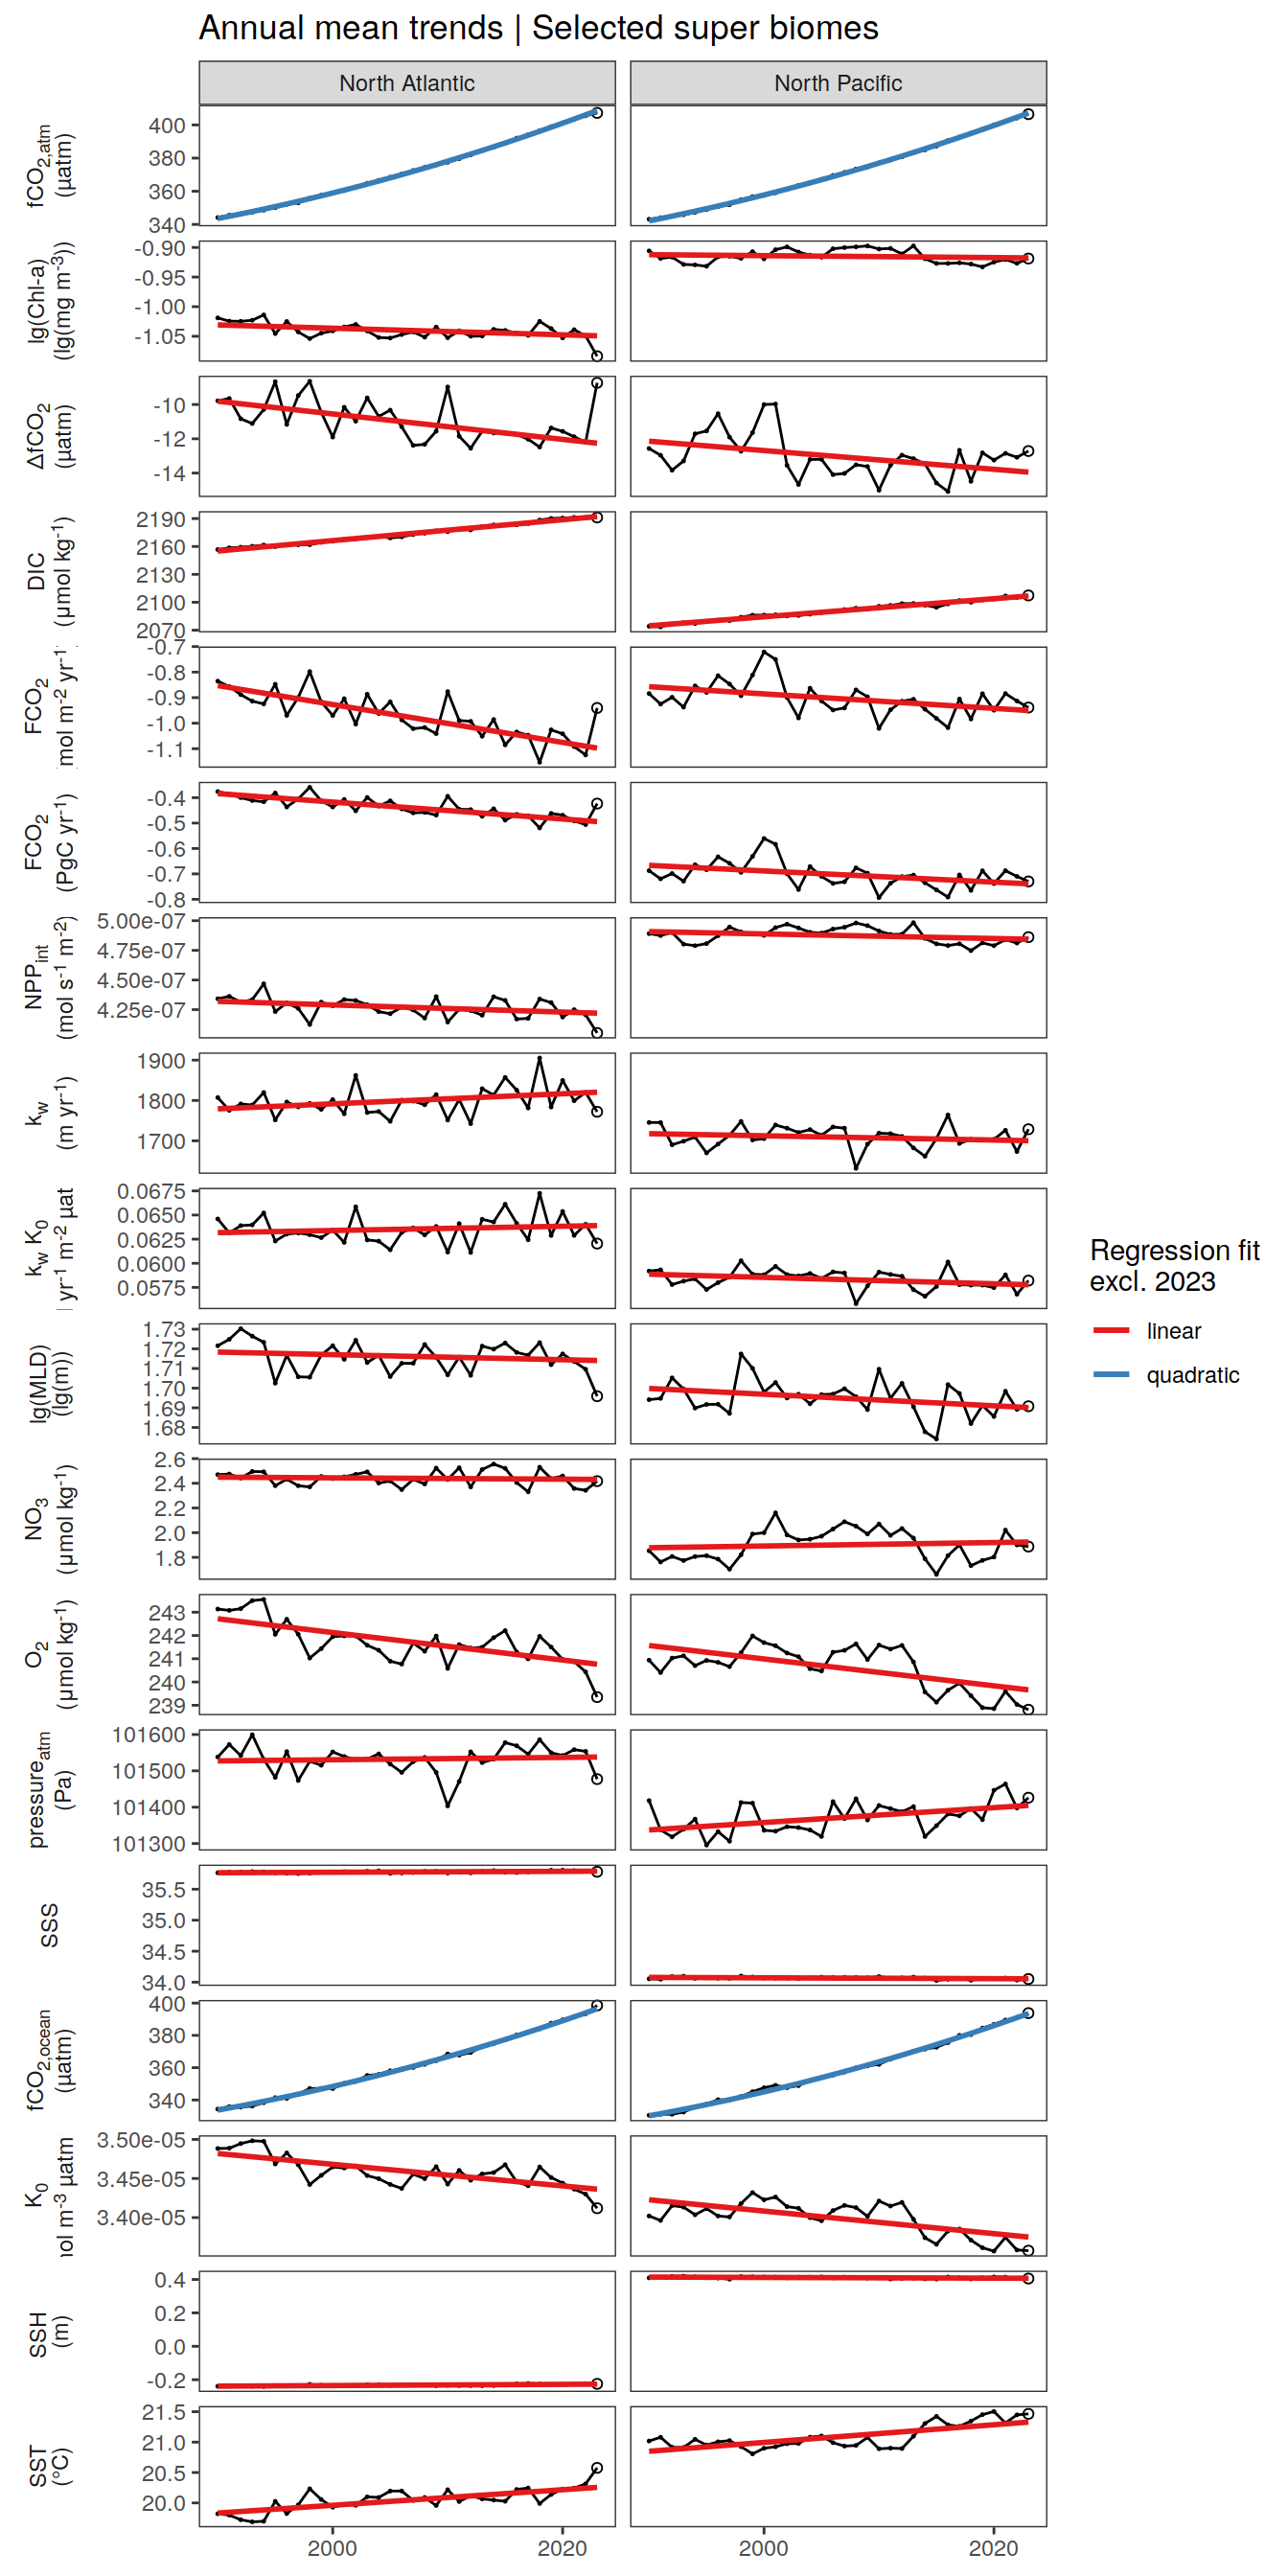 Annual mean trends | Selected super biomes
North Atlantic
North Pacific
fCO2,atm
(µatm)
400
380
360
340
lg(Chl-a)
(lg(mg m-3))
-0.90
-0.95
-1.00
-1.05
ΔfCO2
(µatm)
-10
-12
-14
DIC
(µmol kg-1)
2190
2160
2130
2100
2070
FCO2
mol m-2 yr-1
-0.7
-0.8
-0.9
-1.0
-1.1
FCO2
(PgC yr-1)
-0.4
-0.5
-0.6
-0.7
-0.8
NPPint
(mol s-1 m-2)
5.00e-07
4.75e-07
4.50e-07
4.25e-07
kw
(m yr-1)
1900
1800
1700
kw K0
yr-1 m-2 µat
0.0675
0.0650
0.0625
0.0600
0.0575
lg(MLD)
(lg(m))
1.73
1.72
1.71
1.70
1.69
1.68
NO3
(µmol kg-1)
2.6
2.4
2.2
2.0
1.8
O2
(µmol kg-1)
243
242
241
240
239
pressureatm
(Pa)
101600
101500
101400
101300
SSS
35.5
35.0
34.5
34.0
fCO2,ocean
(µatm)
400
380
360
340
K0
ol m-3 µatm
3.50e-05
3.45e-05
3.40e-05
SSH
(m)
0.4
0.2
0.0
-0.2
SST
(°C)
21.5
21.0
20.5
20.0
2000
2020
2000
2020
Regression fit
excl. 2023
linear
quadratic